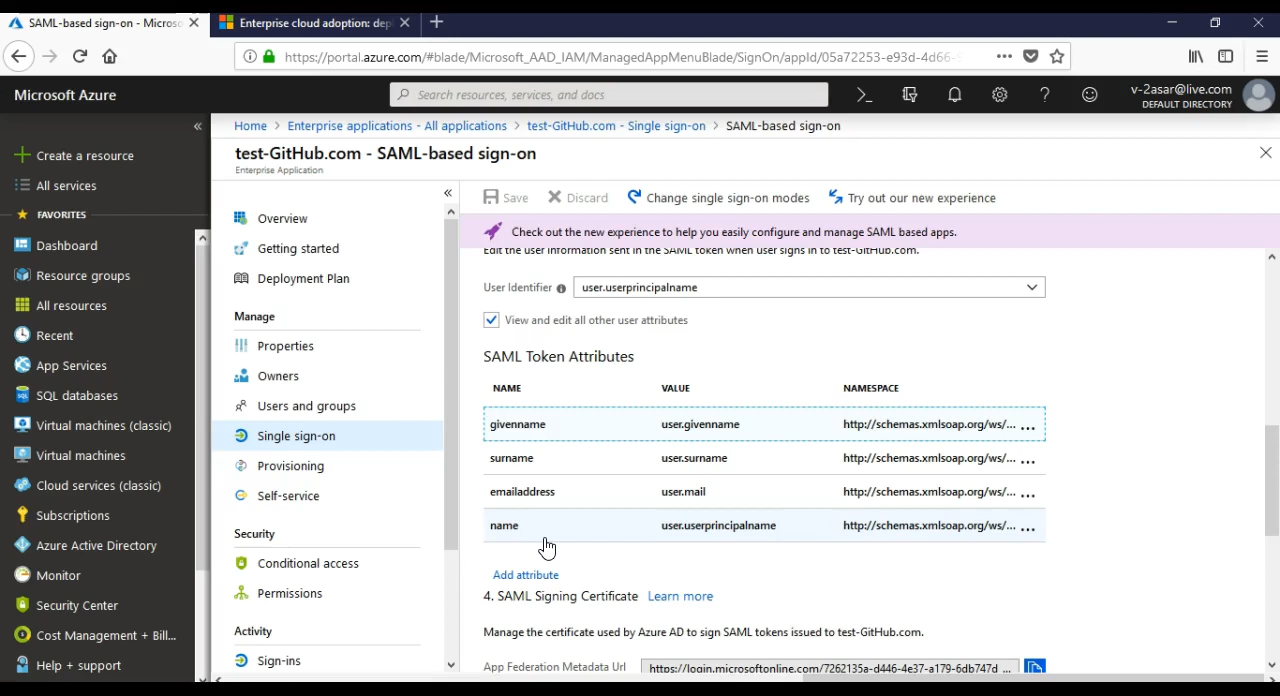 SAML-based sign-on - Microso
Enterprise cloud adoption: dep
https://portal.azure.com/#blade/Microsoft_AAD_IAM/ManagedAppMenuBlade/SignOn/appId/05a72253-e93d-4d66-
Microsoft Azure
Search resources, services, and docs
v-2asar@live.com
DEFAULT DIRECTORY
Home > Enterprise applications - All applications > test-GitHub.com - Single sign-on > SAML-based sign-on
test-GitHub.com - SAML-based sign-on
Enterprise Application
Create a resource
All services
FAVORITES
Dashboard
Resource groups
All resources
Recent
App Services
SQL databases
Virtual machines (classic)
Virtual machines
Cloud services (classic)
Subscriptions
Azure Active Directory
Monitor
Security Center
Cost Management + Bill...
Help + support
Overview
Getting started
Deployment Plan
Manage
Properties
Owners
Users and groups
Single sign-on
Provisioning
Self-service
Security
Conditional access
Permissions
Activity
Sign-ins
Save Discard Change single sign-on modes Try out our new experience
Check out the new experience to help you easily configure and manage SAML based apps.
Edit the user information sent in the SAML token when user signs in to test-GitHub.com.
User Identifier user.userprincipalname
View and edit all other user attributes
SAML Token Attributes
NAME VALUE NAMESPACE
givenname user.givenname http://schemas.xmlsoap.org/ws/... ...
surname user.surname http://schemas.xmlsoap.org/ws/... ...
emailaddress user.mail http://schemas.xmlsoap.org/ws/... ...
name user.userprincipalname http://schemas.xmlsoap.org/ws/... ...
Add attribute
4. SAML Signing Certificate Learn more
Manage the certificate used by Azure AD to sign SAML tokens issued to test-GitHub.com.
App Federation Metadata Url https://login.microsoftonline.com/7262135a-d446-4e37-a179-6db747d ...